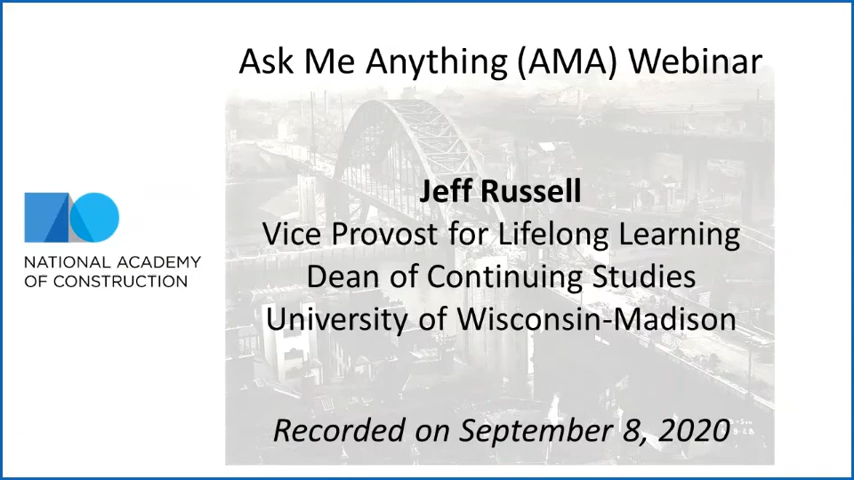 Ask Me Anything (AMA) Webinar
Jeff Russell
Vice Provost for Lifelong Learning
Dean of Continuing Studies
University of Wisconsin-Madison
NATIONAL ACADEMY
OF CONSTRUCTION
Recorded on September 8, 2020